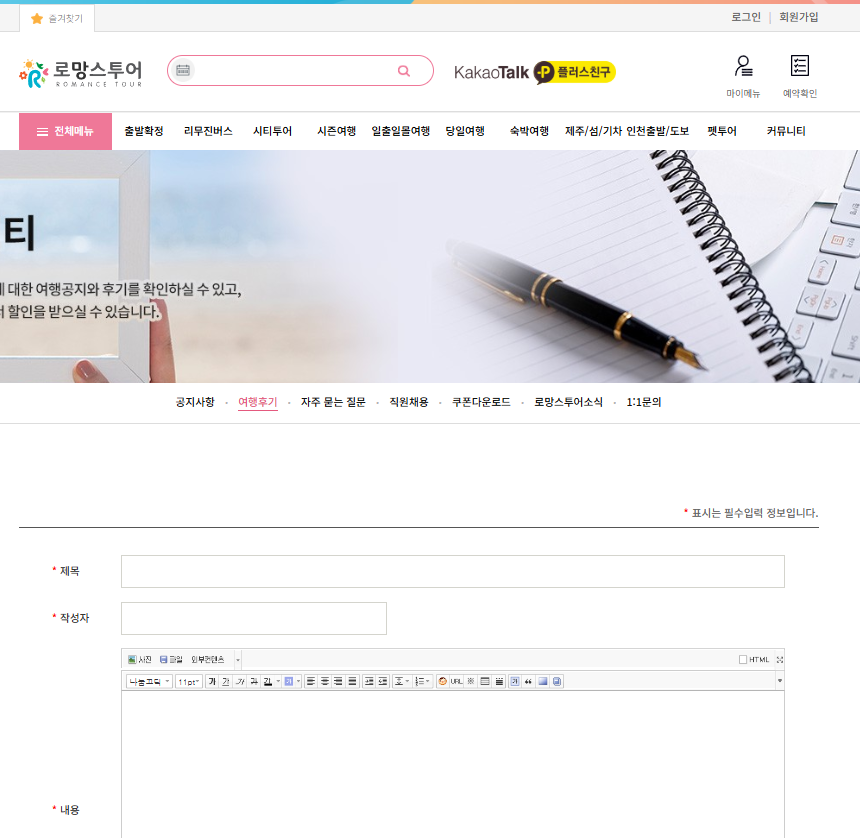 즐겨찾기
로그인 | 회원가입
로망스투어
ROMANCE TOUR
KakaoTalk P 플러스친구
마이메뉴 예약확인
전체메뉴 출발확정 리무진버스 시티투어 시즌여행 일출일몰여행 당일여행 숙박여행 제주/섬/기차 인천출발/도보 펫투어 커뮤니티
티
대한 여행공지와 후기를 확인하실 수 있고,
할인을 받으실 수 있습니다.
공지사항 - 여행후기 - 자주 묻는 질문 - 직원채용 - 쿠폰다운로드 - 로망스투어소식 - 1:1문의
* 표시는 필수입력 정보입니다.
* 제목
* 작성자
사진 파일 외부컨텐츠 HTML
나눔고딕 11pt 가 가 가 가 가 URL
* 내용